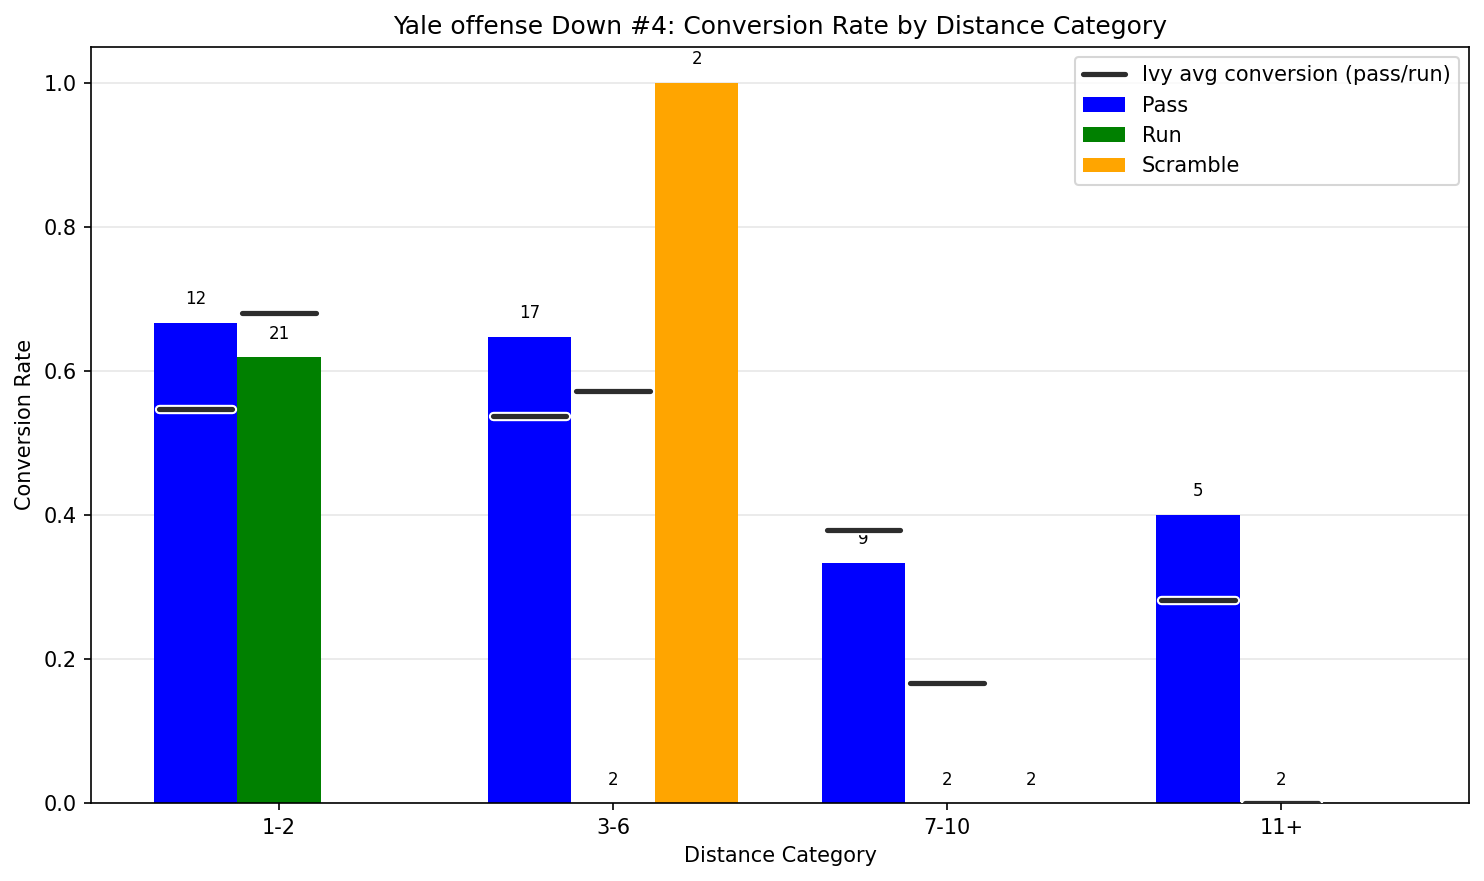 Yale offense Down #4: Conversion Rate by Distance Category
Ivy avg conversion (pass/run)
Pass
Run
Scramble
Conversion Rate
1.0
0.8
0.6
0.4
0.2
0.0
12
21
17
2
2
9
2
2
5
2
1-2
3-6
7-10
11+
Distance Category